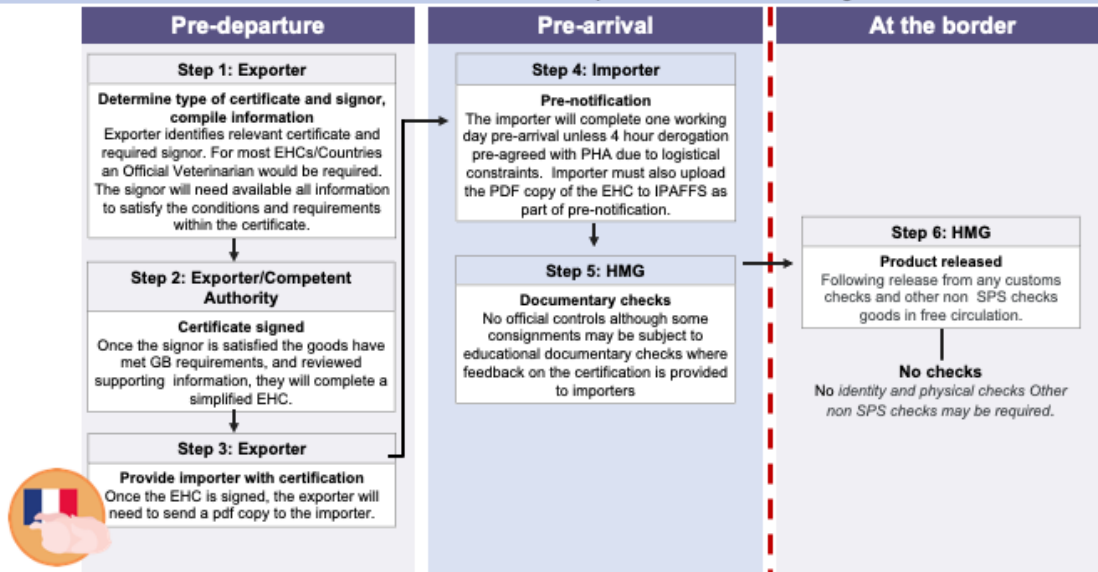 Pre-departure
Step 1: Exporter
Determine type of certificate and signor,
compile information
Exporter identifies relevant certificate and
required signor. For most EHCs/Countries
an Official Veterinarian would be required.
The signor will need available all information
to satisfy the conditions and requirements
within the certificate.
Step 2: Exporter/Competent
Authority
Certificate signed
Once the signor is satisfied the goods have
met GB requirements, and reviewed
supporting information, they will complete a
simplified EHC.
Step 3: Exporter
Provide importer with certification
Once the EHC is signed, the exporter will
need to send a pdf copy to the importer.
Pre-arrival
Step 4: Importer
Pre-notification
The importer will complete one working
day pre-arrival unless 4 hour derogation
pre-agreed with PHA due to logistical
constraints. Importer must also upload
the PDF copy of the EHC to IPAFFS as
part of pre-notification.
Step 5: HMG
Documentary checks
No official controls although some
consignments may be subject to
educational documentary checks where
feedback on the certification is provided
to importers
At the border
Step 6: HMG
Product released
Following release from any customs
checks and other non SPS checks
goods in free circulation.
No checks
No identity and physical checks Other
non SPS checks may be required.